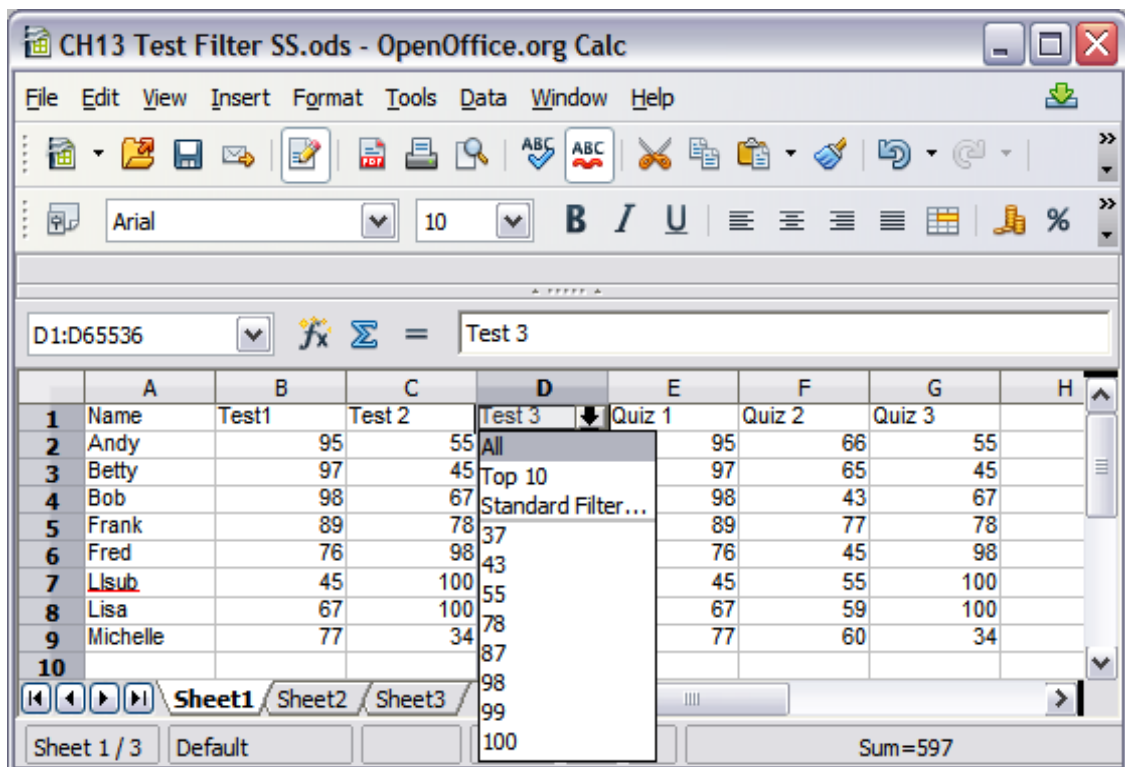 CH13 Test Filter SS.ods - OpenOffice.org Calc
File Edit View Insert Format Tools Data Window Help
PDF ABC ABC
Arial 10 B I U %
D1:D65536 fx Σ = Test 3
A B C D E F G H
1 Name Test1 Test 2 Test 3 Quiz 1 Quiz 2 Quiz 3
2 Andy 95 55 All 95 66 55
3 Betty 97 45 Top 10 97 65 45
4 Bob 98 67 Standard Filter... 98 43 67
5 Frank 89 78 37 89 77 78
6 Fred 76 98 43 76 45 98
7 LIsub 45 100 55 45 55 100
8 Lisa 67 100 78 67 59 100
9 Michelle 77 34 87 77 60 34
10
98
Sheet1 Sheet2 Sheet3
99
100
Sheet 1 / 3 Default Sum=597